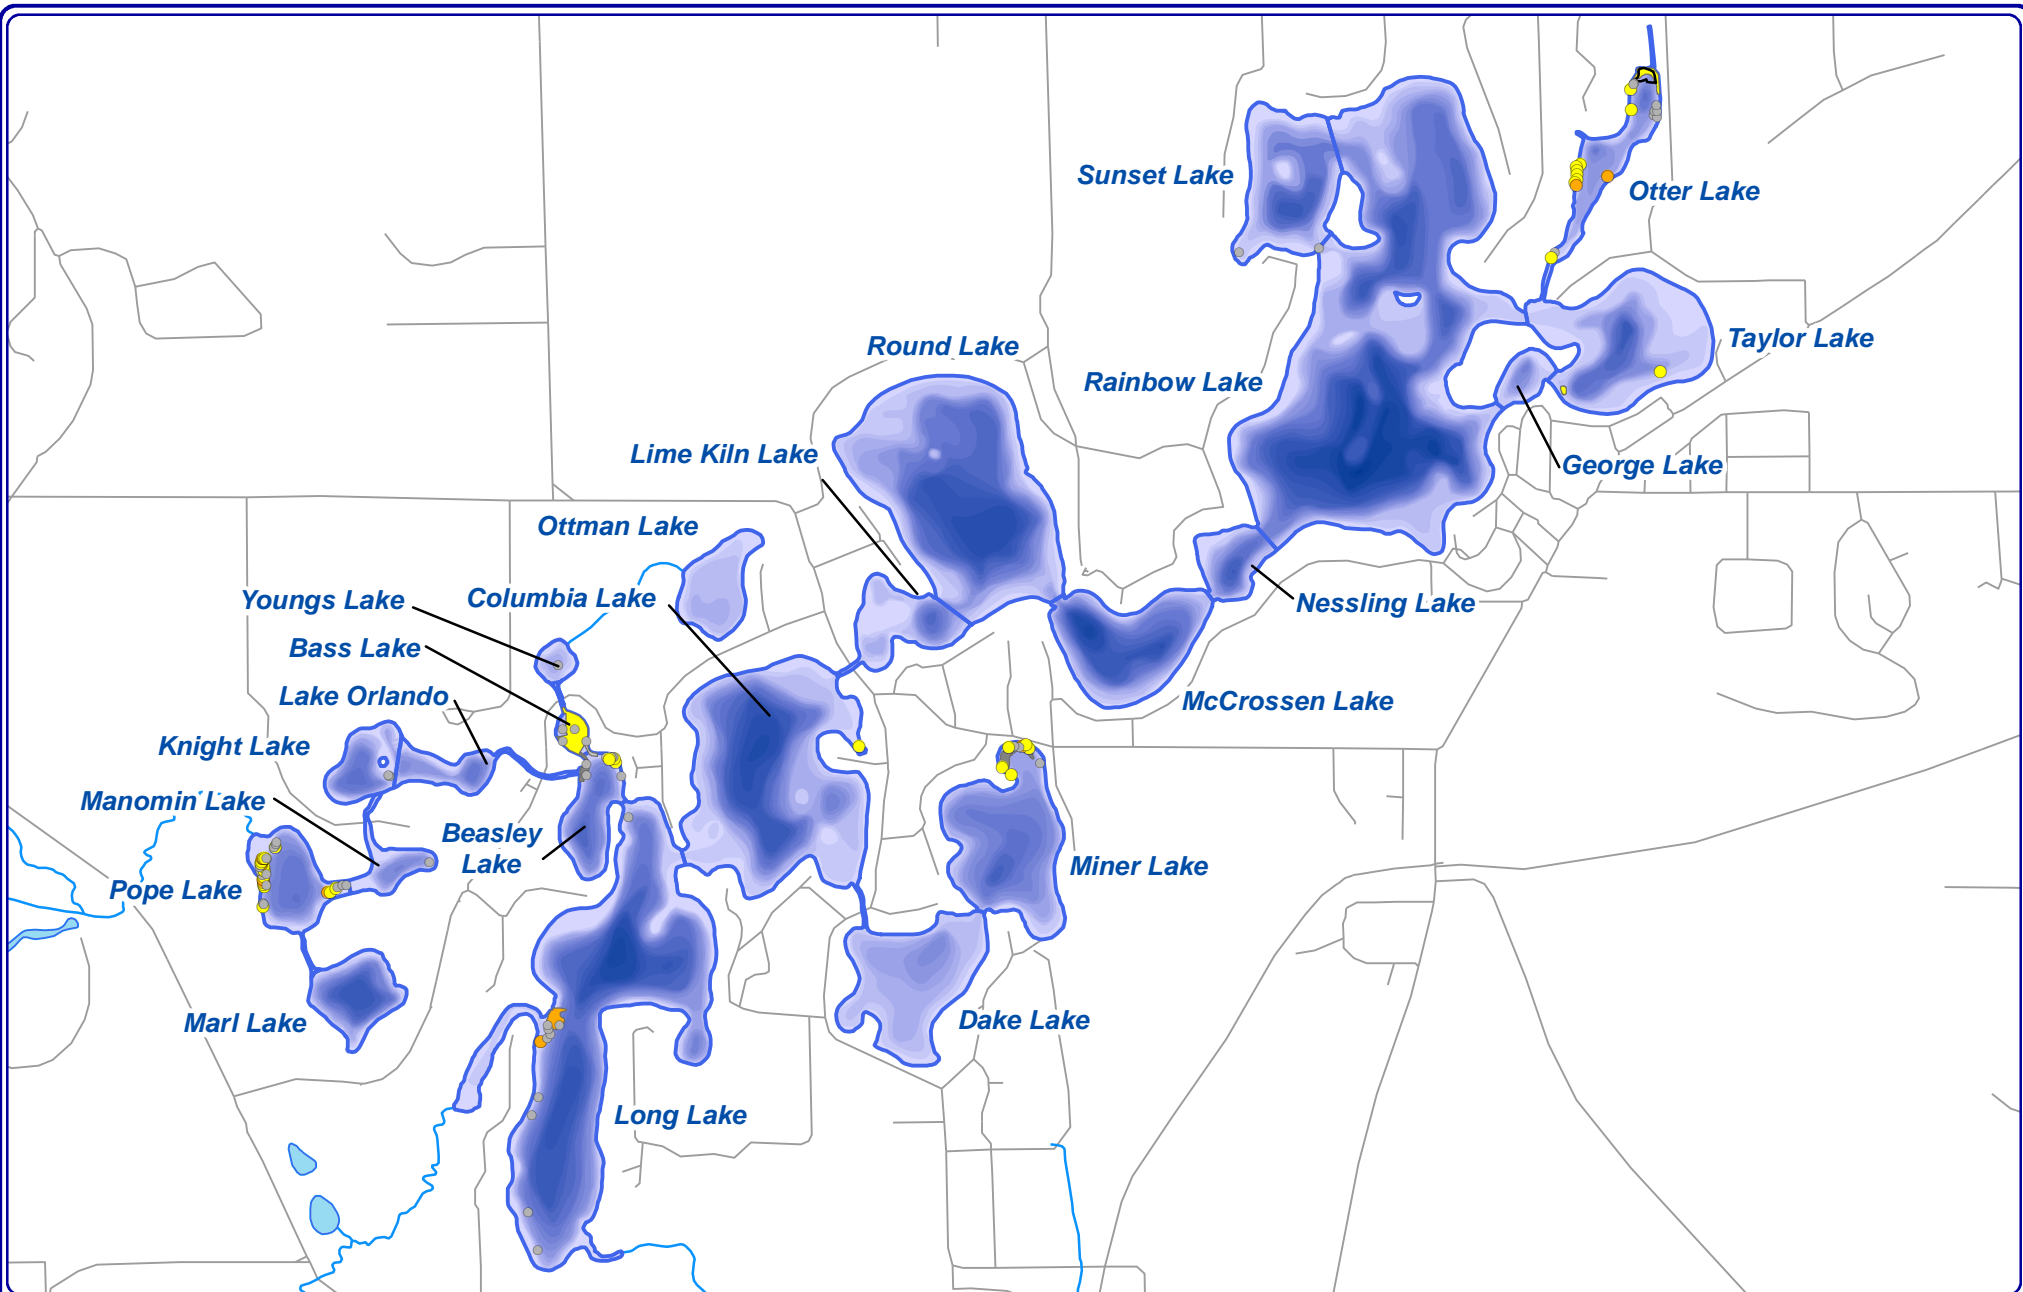 Sunset Lake
Otter Lake
Round Lake
Taylor Lake
Rainbow Lake
Lime Kiln Lake
George Lake
Ottman Lake
Youngs Lake
Columbia Lake
Nessling Lake
Bass Lake
Lake Orlando
McCrossen Lake
Knight Lake
Manomin Lake
Beasley
Lake
Miner Lake
Pope Lake
Marl Lake
Dake Lake
Long Lake